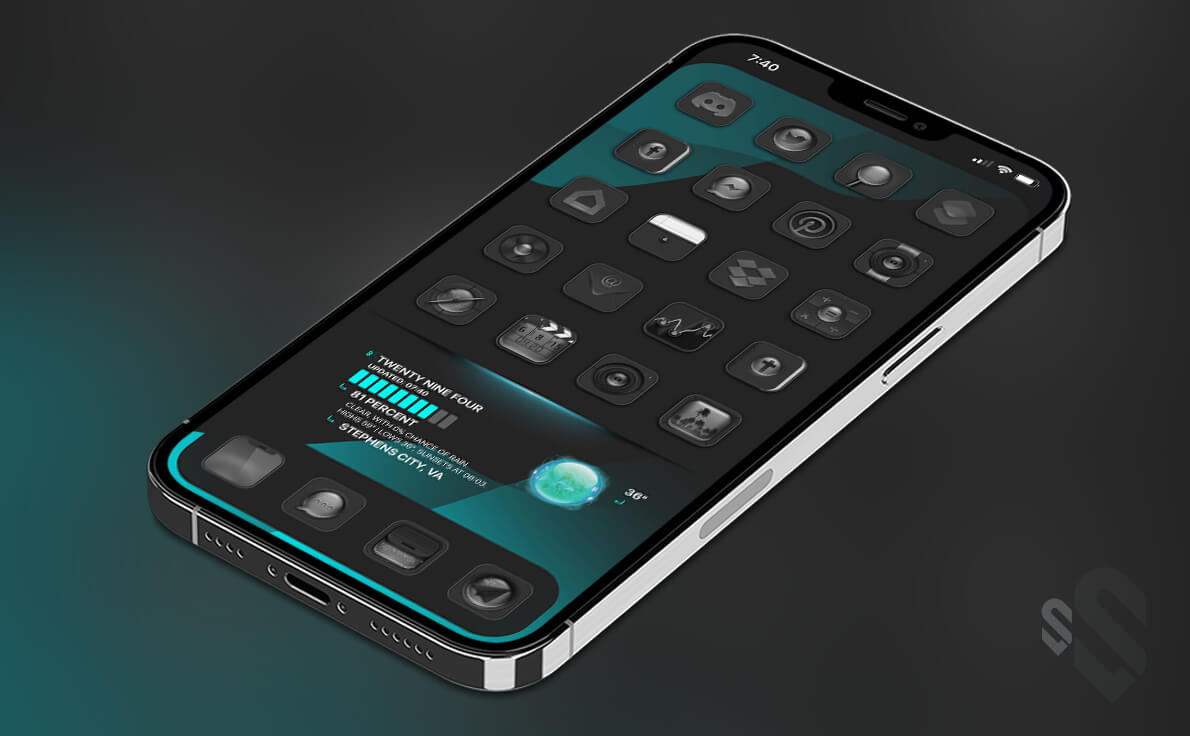 7:40
TWENTY NINE FOUR
UPDATED: 07:40
81 PERCENT
CLEAR, WITH 0% CHANCE OF RAIN.
HIGHS 69° | LOWS 36°. SUNSETS AT 08:03.
STEPHENS CITY, VA
36°